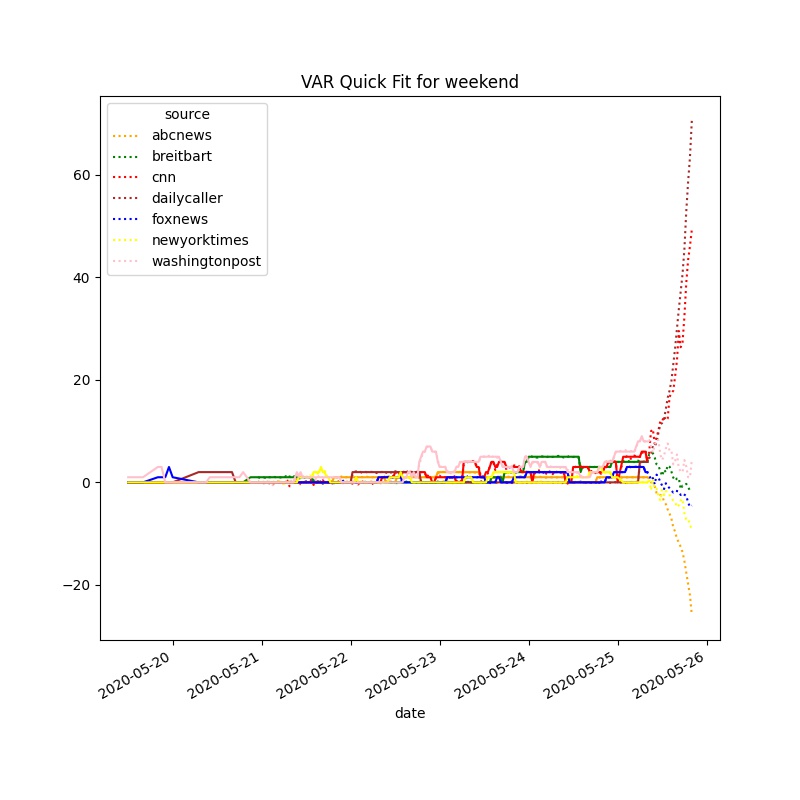 VAR Quick Fit for weekend
source
abcnews
breitbart
cnn
dailycaller
foxnews
newyorktimes
washingtonpost
60
40
20
0
−20
2020-05-20
2020-05-21
2020-05-22
2020-05-23
2020-05-24
2020-05-25
2020-05-26
date